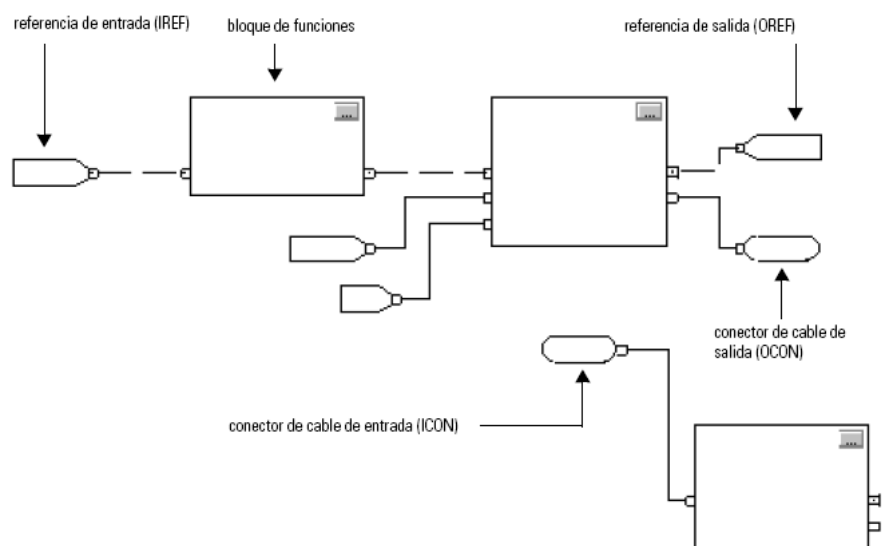 referencia de entrada (IREF)
bloque de funciones
referencia de salida (OREF)
...
...
conector de cable de
salida (OCON)
conector de cable de entrada (ICON)
...